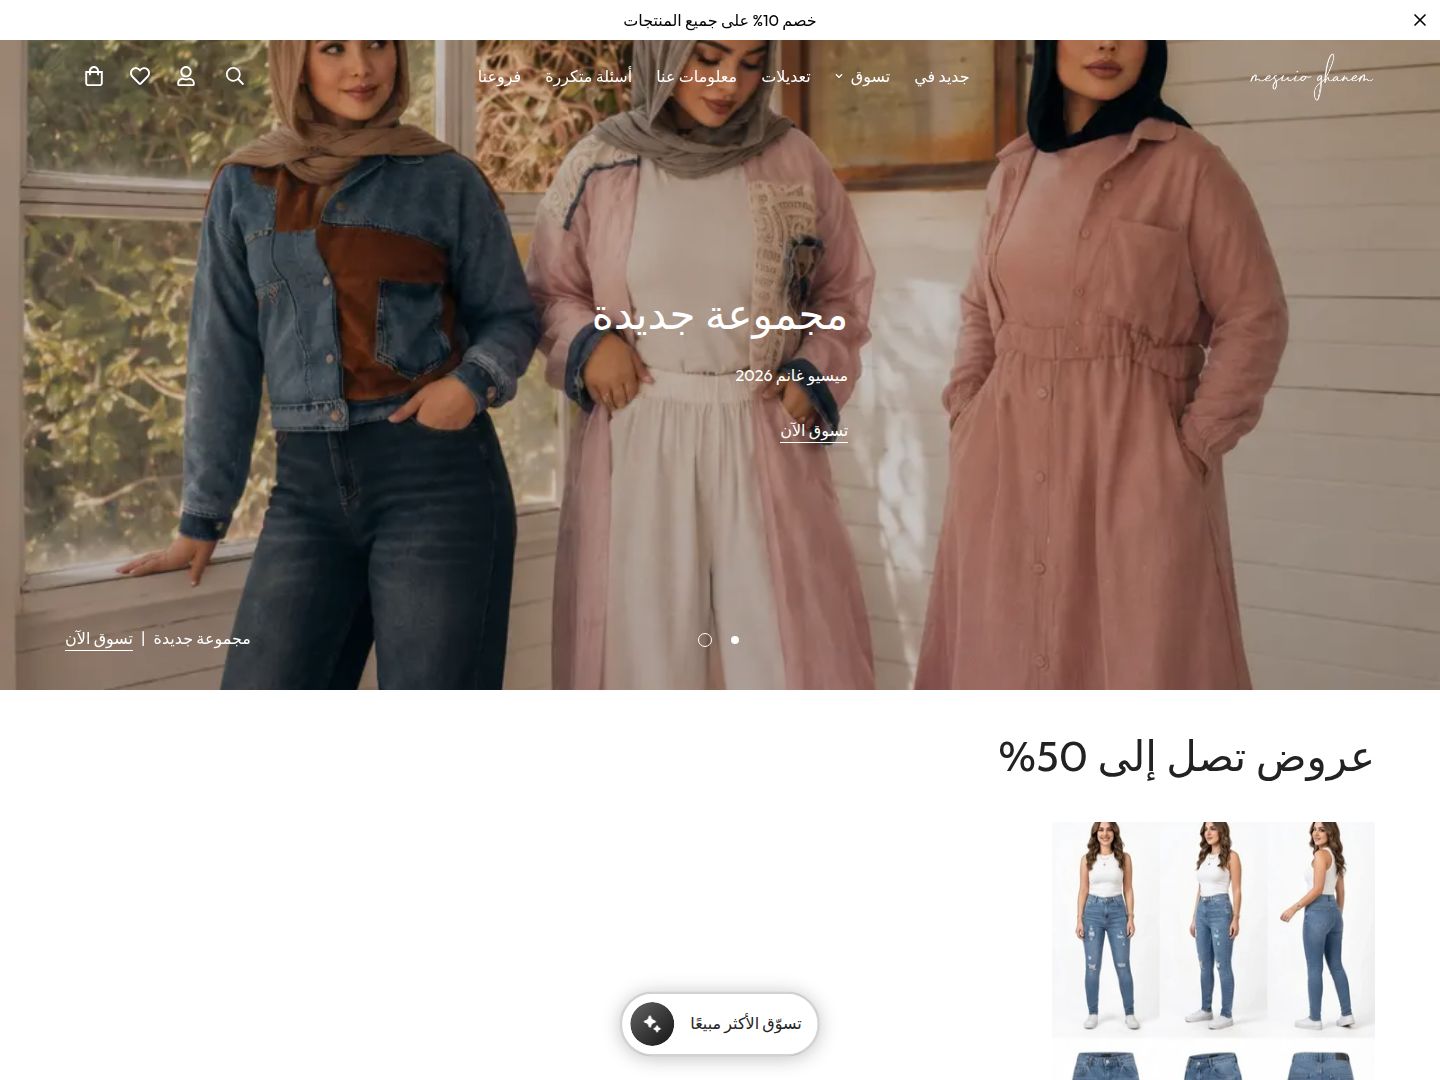 خصم 10% على جميع المنتجات
mesuio ghanem
جديد في
تسوق
تعديلات
معلومات عنا
أسئلة متكررة
فروعنا
مجموعة جديدة
ميسيو غانم 2026
تسوق الآن
مجموعة جديدة | تسوق الآن
عروض تصل إلى 50%
تسوّق الأكثر مبيعًا